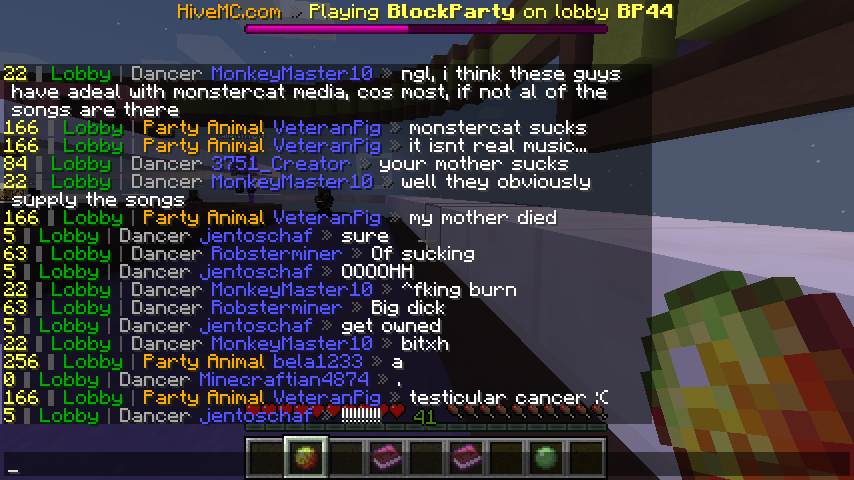 HiveMC.com » Playing BlockParty on lobby BP44
22 | Lobby | Dancer MonkeyMaster10 » ngl, i think these guys
have adeal with monstercat media, cos most, if not al of the
songs are there
166 | Lobby | Party Animal VeteranPig » monstercat sucks
166 | Lobby | Party Animal VeteranPig » it isnt real music...
84 | Lobby | Dancer 3751_Creator » your mother sucks
22 | Lobby | Dancer MonkeyMaster10 » well they obviously
supply the songs
166 | Lobby | Party Animal VeteranPig » my mother died
5 | Lobby | Dancer jentoschaf » sure
63 | Lobby | Dancer Robsterminer » Of sucking
5 | Lobby | Dancer jentoschaf » OOOOHH
22 | Lobby | Dancer MonkeyMaster10 » ^fking burn
63 | Lobby | Dancer Robsterminer » Big dick
5 | Lobby | Dancer jentoschaf » get owned
22 | Lobby | Dancer MonkeyMaster10 » bitxh
256 | Lobby | Party Animal bela1233 » a
0 | Lobby | Dancer Minecraftian4874 » .
166 | Lobby | Party Animal VeteranPig » testicular cancer :(
5 | Lobby | Dancer jentoschaf »
41
_